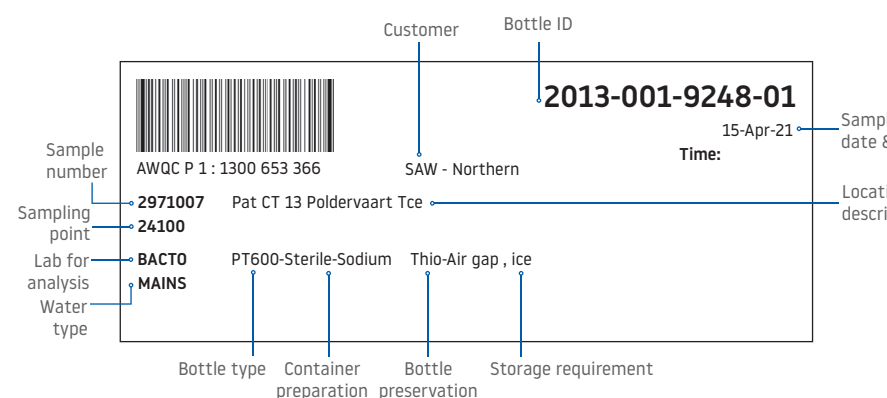 Customer
Bottle ID
2013-001-9248-01
15-Apr-21
date &
Time:
Sample
number
AWQC P 1 : 1300 653 366
SAW - Northern
2971007 Pat CT 13 Poldervaart Tce
Sampling
point
24100
Lab for
analysis
BACTO PT600-Sterile-Sodium Thio-Air gap , ice
MAINS
Water
type
Bottle type
Container
preparation
Bottle
preservation
Storage requirement